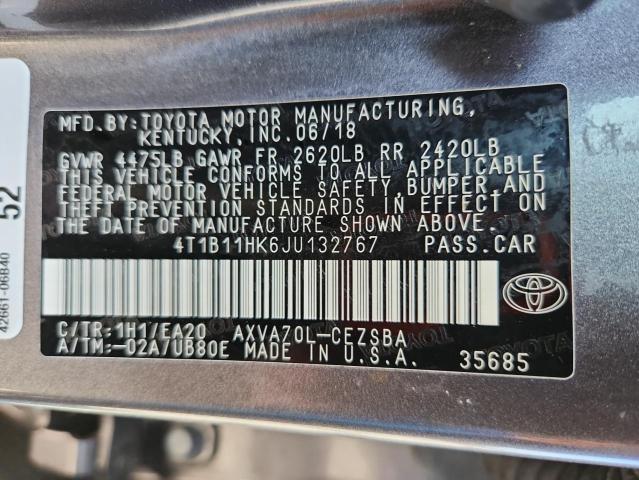 MFD.BY:TOYOTA MOTOR MANUFACTURING,
KENTUCKY, INC. 06/18
GVWR 4475LB GAWR FR 2620LB RR 2420LB
THIS VEHICLE CONFORMS TO ALL APPLICABLE
FEDERAL MOTOR VEHICLE SAFETY, BUMPER, AND
THEFT PREVENTION STANDARDS IN EFFECT ON
THE DATE OF MANUFACTURE SHOWN ABOVE.
4T1B11HK6JU132767 PASS.CAR
C/TR:1H1/EA20 AXVA70L-CEZSBA
A/TM:-02A/UB80E MADE IN U.S.A. 35685
TOYOTA
52
42661-06B40